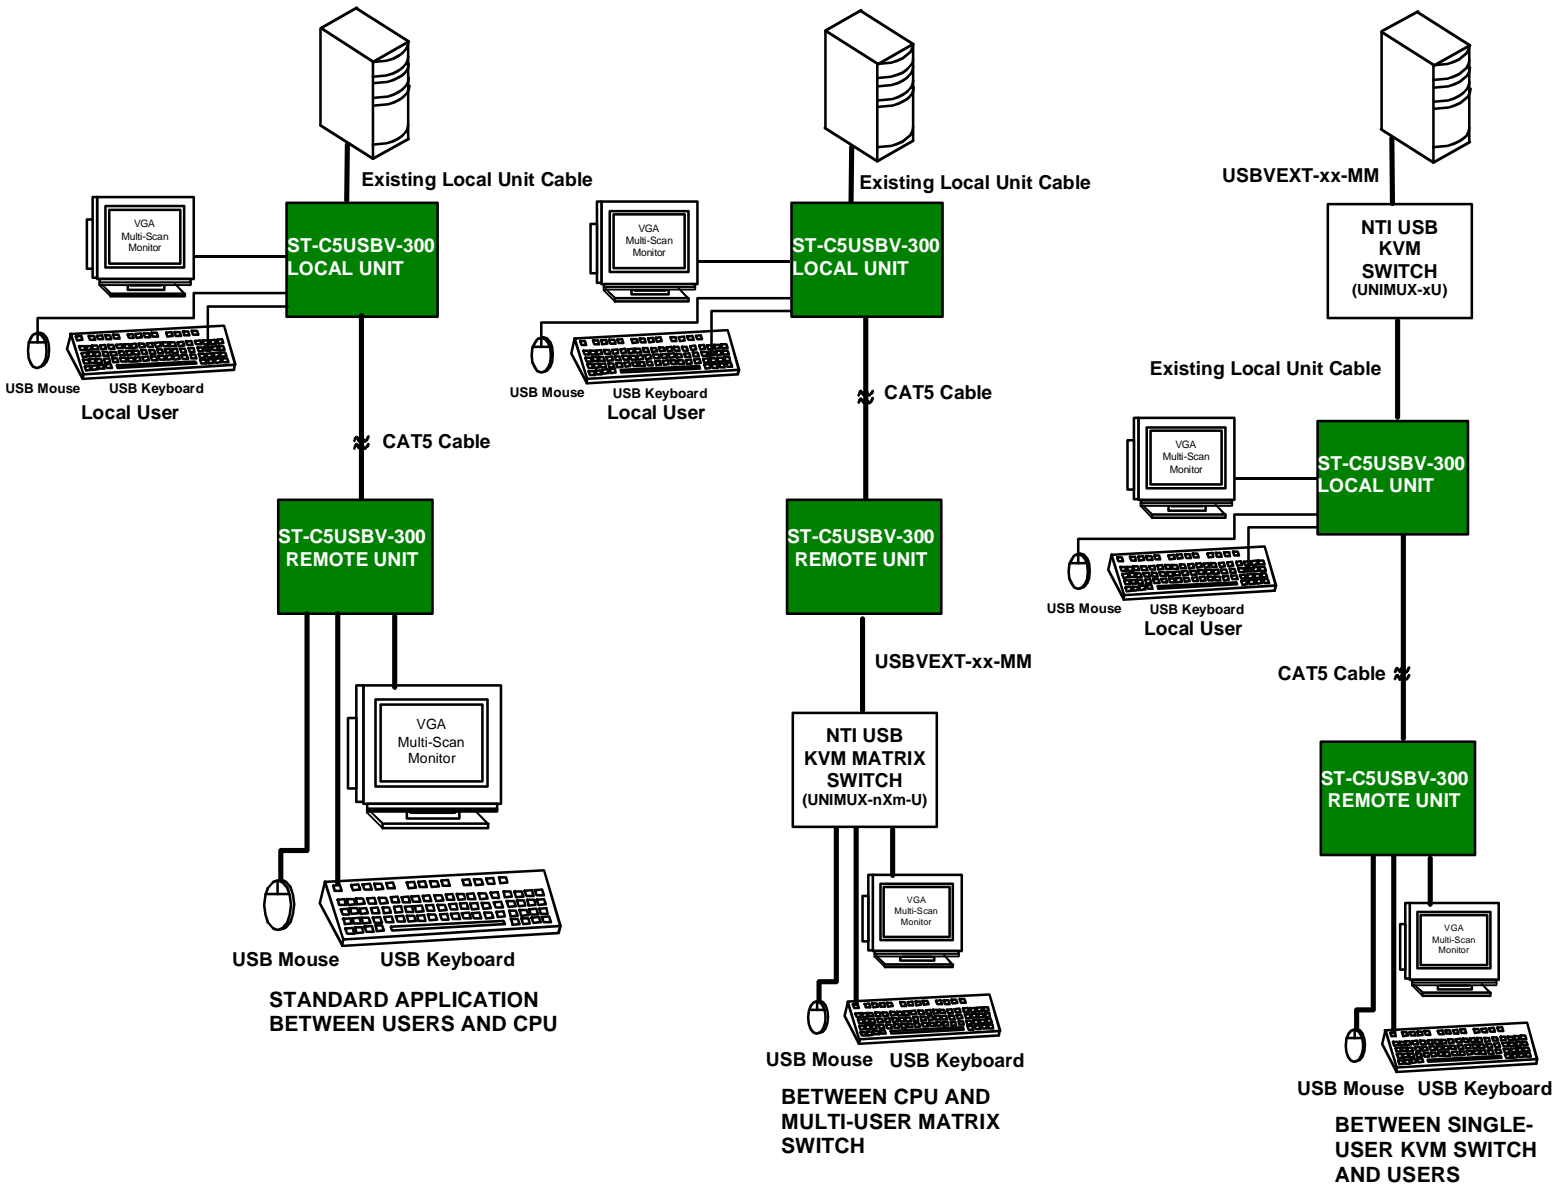 Existing Local Unit Cable
VGA
Multi-Scan
Monitor
ST-C5USBV-300
LOCAL UNIT
USB Mouse
USB Keyboard
Local User
CAT5 Cable
ST-C5USBV-300
REMOTE UNIT
VGA
Multi-Scan
Monitor
USB Mouse
USB Keyboard
STANDARD APPLICATION
BETWEEN USERS AND CPU
Existing Local Unit Cable
VGA
Multi-Scan
Monitor
ST-C5USBV-300
LOCAL UNIT
USB Mouse
USB Keyboard
Local User
CAT5 Cable
ST-C5USBV-300
REMOTE UNIT
USBVEXT-xx-MM
NTI USB
KVM MATRIX
SWITCH
(UNIMUX-nXm-U)
VGA
Multi-Scan
Monitor
USB Mouse
USB Keyboard
BETWEEN CPU AND
MULTI-USER MATRIX
SWITCH
USBVEXT-xx-MM
NTI USB
KVM
SWITCH
(UNIMUX-xU)
Existing Local Unit Cable
VGA
Multi-Scan
Monitor
ST-C5USBV-300
LOCAL UNIT
USB Mouse
USB Keyboard
Local User
CAT5 Cable
ST-C5USBV-300
REMOTE UNIT
VGA
Multi-Scan
Monitor
USB Mouse
USB Keyboard
BETWEEN SINGLE-
USER KVM SWITCH
AND USERS